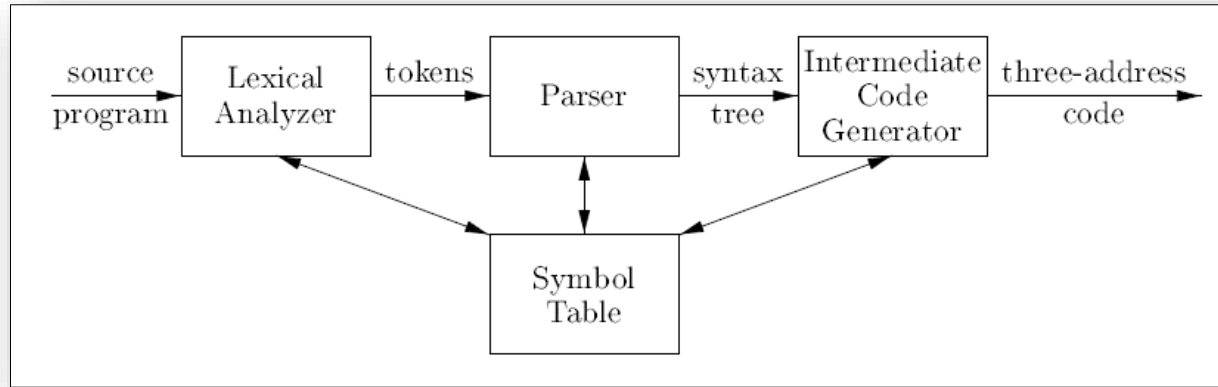 source
program
Lexical
Analyzer
tokens
Parser
syntax
tree
Intermediate
Code
Generator
three-address
code
Symbol
Table